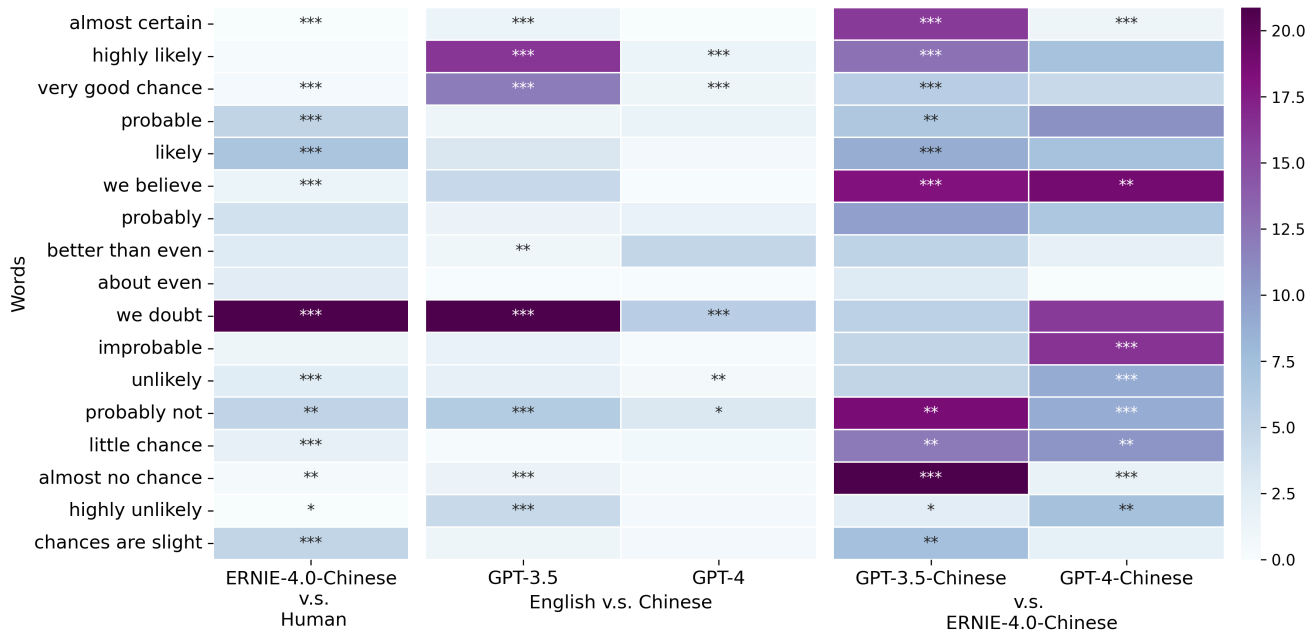 almost certain *** *** *** ***
highly likely *** *** ***
very good chance *** *** *** ***
probable *** **
likely *** ***
we believe *** *** **
probably
better than even **
about even
we doubt *** *** ***
improbable ***
unlikely *** ** ***
probably not ** *** * ** ***
little chance *** ** **
almost no chance ** *** *** ***
highly unlikely * *** * **
chances are slight *** **
Words
ERNIE-4.0-Chinese
v.s.
Human
GPT-3.5 GPT-4
English v.s. Chinese
GPT-3.5-Chinese GPT-4-Chinese
v.s.
ERNIE-4.0-Chinese
20.0
17.5
15.0
12.5
10.0
7.5
5.0
2.5
0.0